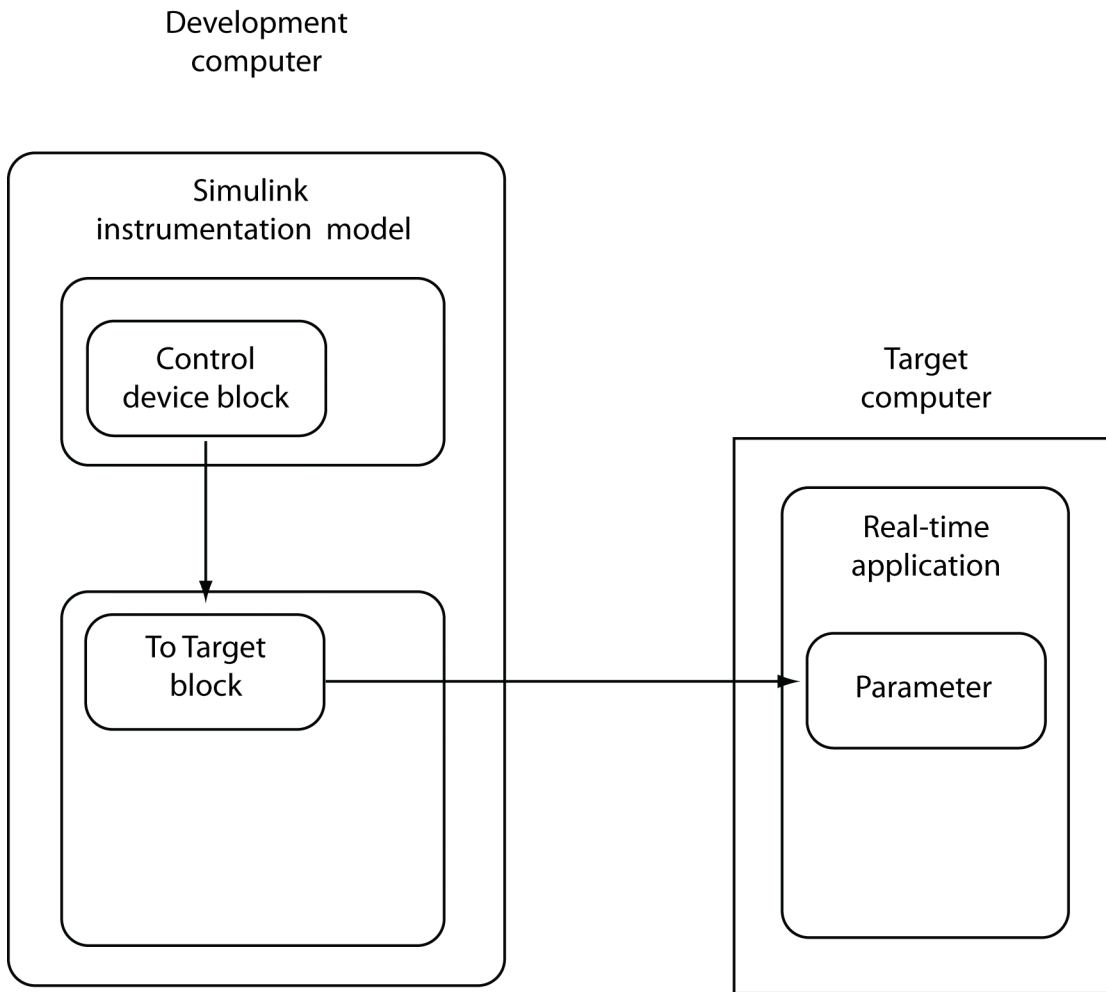 Development
computer
Simulink
instrumentation model
Control
device block
To Target
block
Target
computer
Real-time
application
Parameter